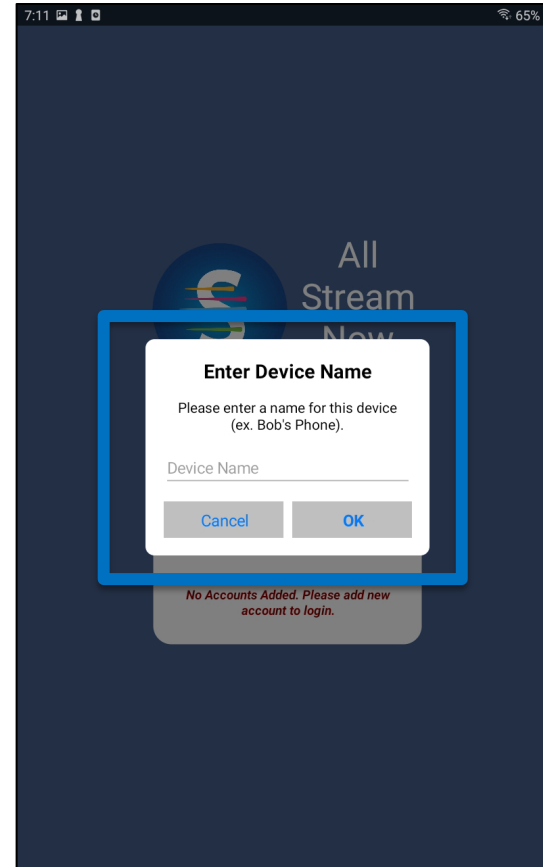 7:11
65%
All
Stream
Now
Enter Device Name
Please enter a name for this device
(ex. Bob's Phone).
Device Name
Cancel OK
No Accounts Added. Please add new
account to login.